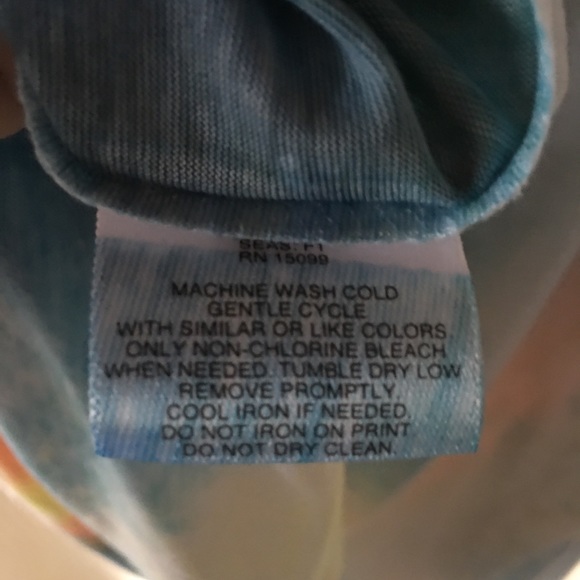 SEAS: F1
RN 15099
MACHINE WASH COLD
GENTLE CYCLE
WITH SIMILAR OR LIKE COLORS.
ONLY NON-CHLORINE BLEACH
WHEN NEEDED. TUMBLE DRY LOW
REMOVE PROMPTLY.
COOL IRON IF NEEDED.
DO NOT IRON ON PRINT
DO NOT DRY CLEAN.